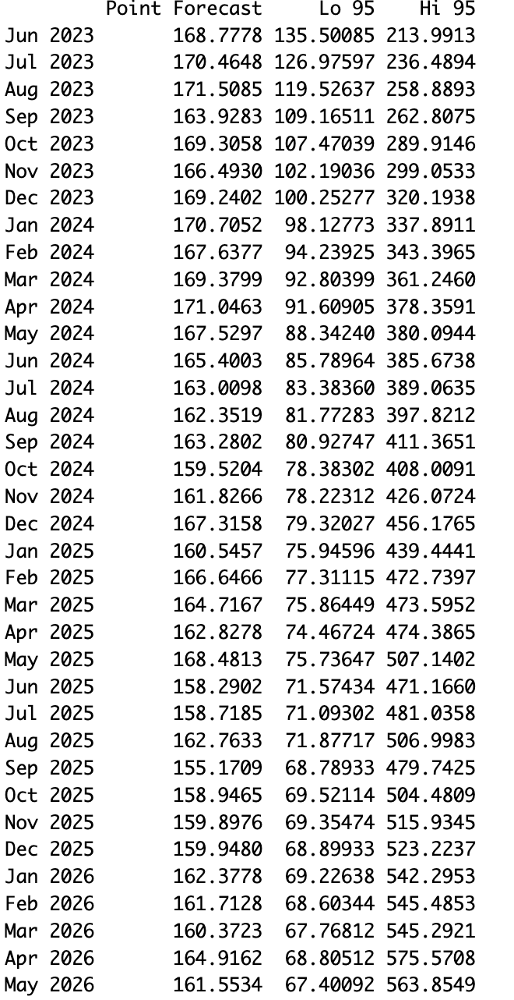 Point Forecast     Lo 95    Hi 95
Jun 2023       168.7778 135.50085 213.9913
Jul 2023       170.4648 126.97597 236.4894
Aug 2023       171.5085 119.52637 258.8893
Sep 2023       163.9283 109.16511 262.8075
Oct 2023       169.3058 107.47039 289.9146
Nov 2023       166.4930 102.19036 299.0533
Dec 2023       169.2402 100.25277 320.1938
Jan 2024       170.7052  98.12773 337.8911
Feb 2024       167.6377  94.23925 343.3965
Mar 2024       169.3799  92.80399 361.2460
Apr 2024       171.0463  91.60905 378.3591
May 2024       167.5297  88.34240 380.0944
Jun 2024       165.4003  85.78964 385.6738
Jul 2024       163.0098  83.38360 389.0635
Aug 2024       162.3519  81.77283 397.8212
Sep 2024       163.2802  80.92747 411.3651
Oct 2024       159.5204  78.38302 408.0091
Nov 2024       161.8266  78.22312 426.0724
Dec 2024       167.3158  79.32027 456.1765
Jan 2025       160.5457  75.94596 439.4441
Feb 2025       166.6466  77.31115 472.7397
Mar 2025       164.7167  75.86449 473.5952
Apr 2025       162.8278  74.46724 474.3865
May 2025       168.4813  75.73647 507.1402
Jun 2025       158.2902  71.57434 471.1660
Jul 2025       158.7185  71.09302 481.0358
Aug 2025       162.7633  71.87717 506.9983
Sep 2025       155.1709  68.78933 479.7425
Oct 2025       158.9465  69.52114 504.4809
Nov 2025       159.8976  69.35474 515.9345
Dec 2025       159.9480  68.89933 523.2237
Jan 2026       162.3778  69.22638 542.2953
Feb 2026       161.7128  68.60344 545.4853
Mar 2026       160.3723  67.76812 545.2921
Apr 2026       164.9162  68.80512 575.5708
May 2026       161.5534  67.40092 563.8549